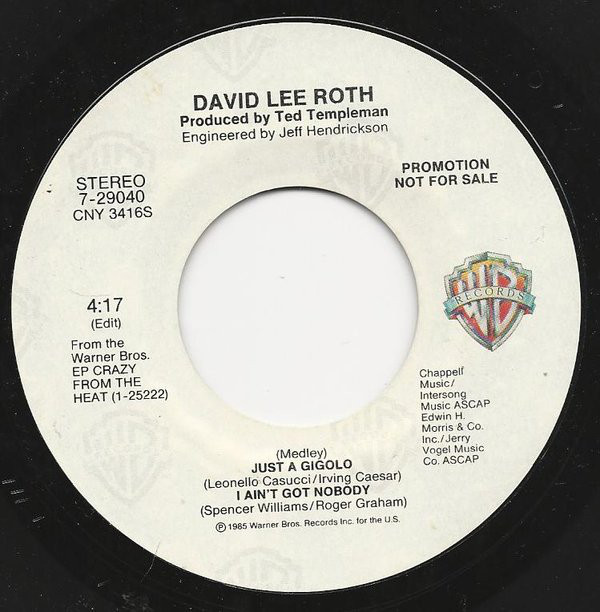 DAVID LEE ROTH
Produced by Ted Templeman
Engineered by Jeff Hendrickson
STEREO
7-29040
CNY 3416S
PROMOTION
NOT FOR SALE
4:17
(Edit)
From the
Warner Bros.
EP CRAZY
FROM THE
HEAT (1-25222)
WB
RECORDS
Chappell
Music/
Intersong
Music ASCAP
Edwin H.
Morris & Co.
Inc./Jerry
Vogel Music
Co. ASCAP
(Medley)
JUST A GIGOLO
(Leonello Casucci/Irving Caesar)
I AIN'T GOT NOBODY
(Spencer Williams/Roger Graham)
℗ 1985 Warner Bros. Records Inc. for the U.S.